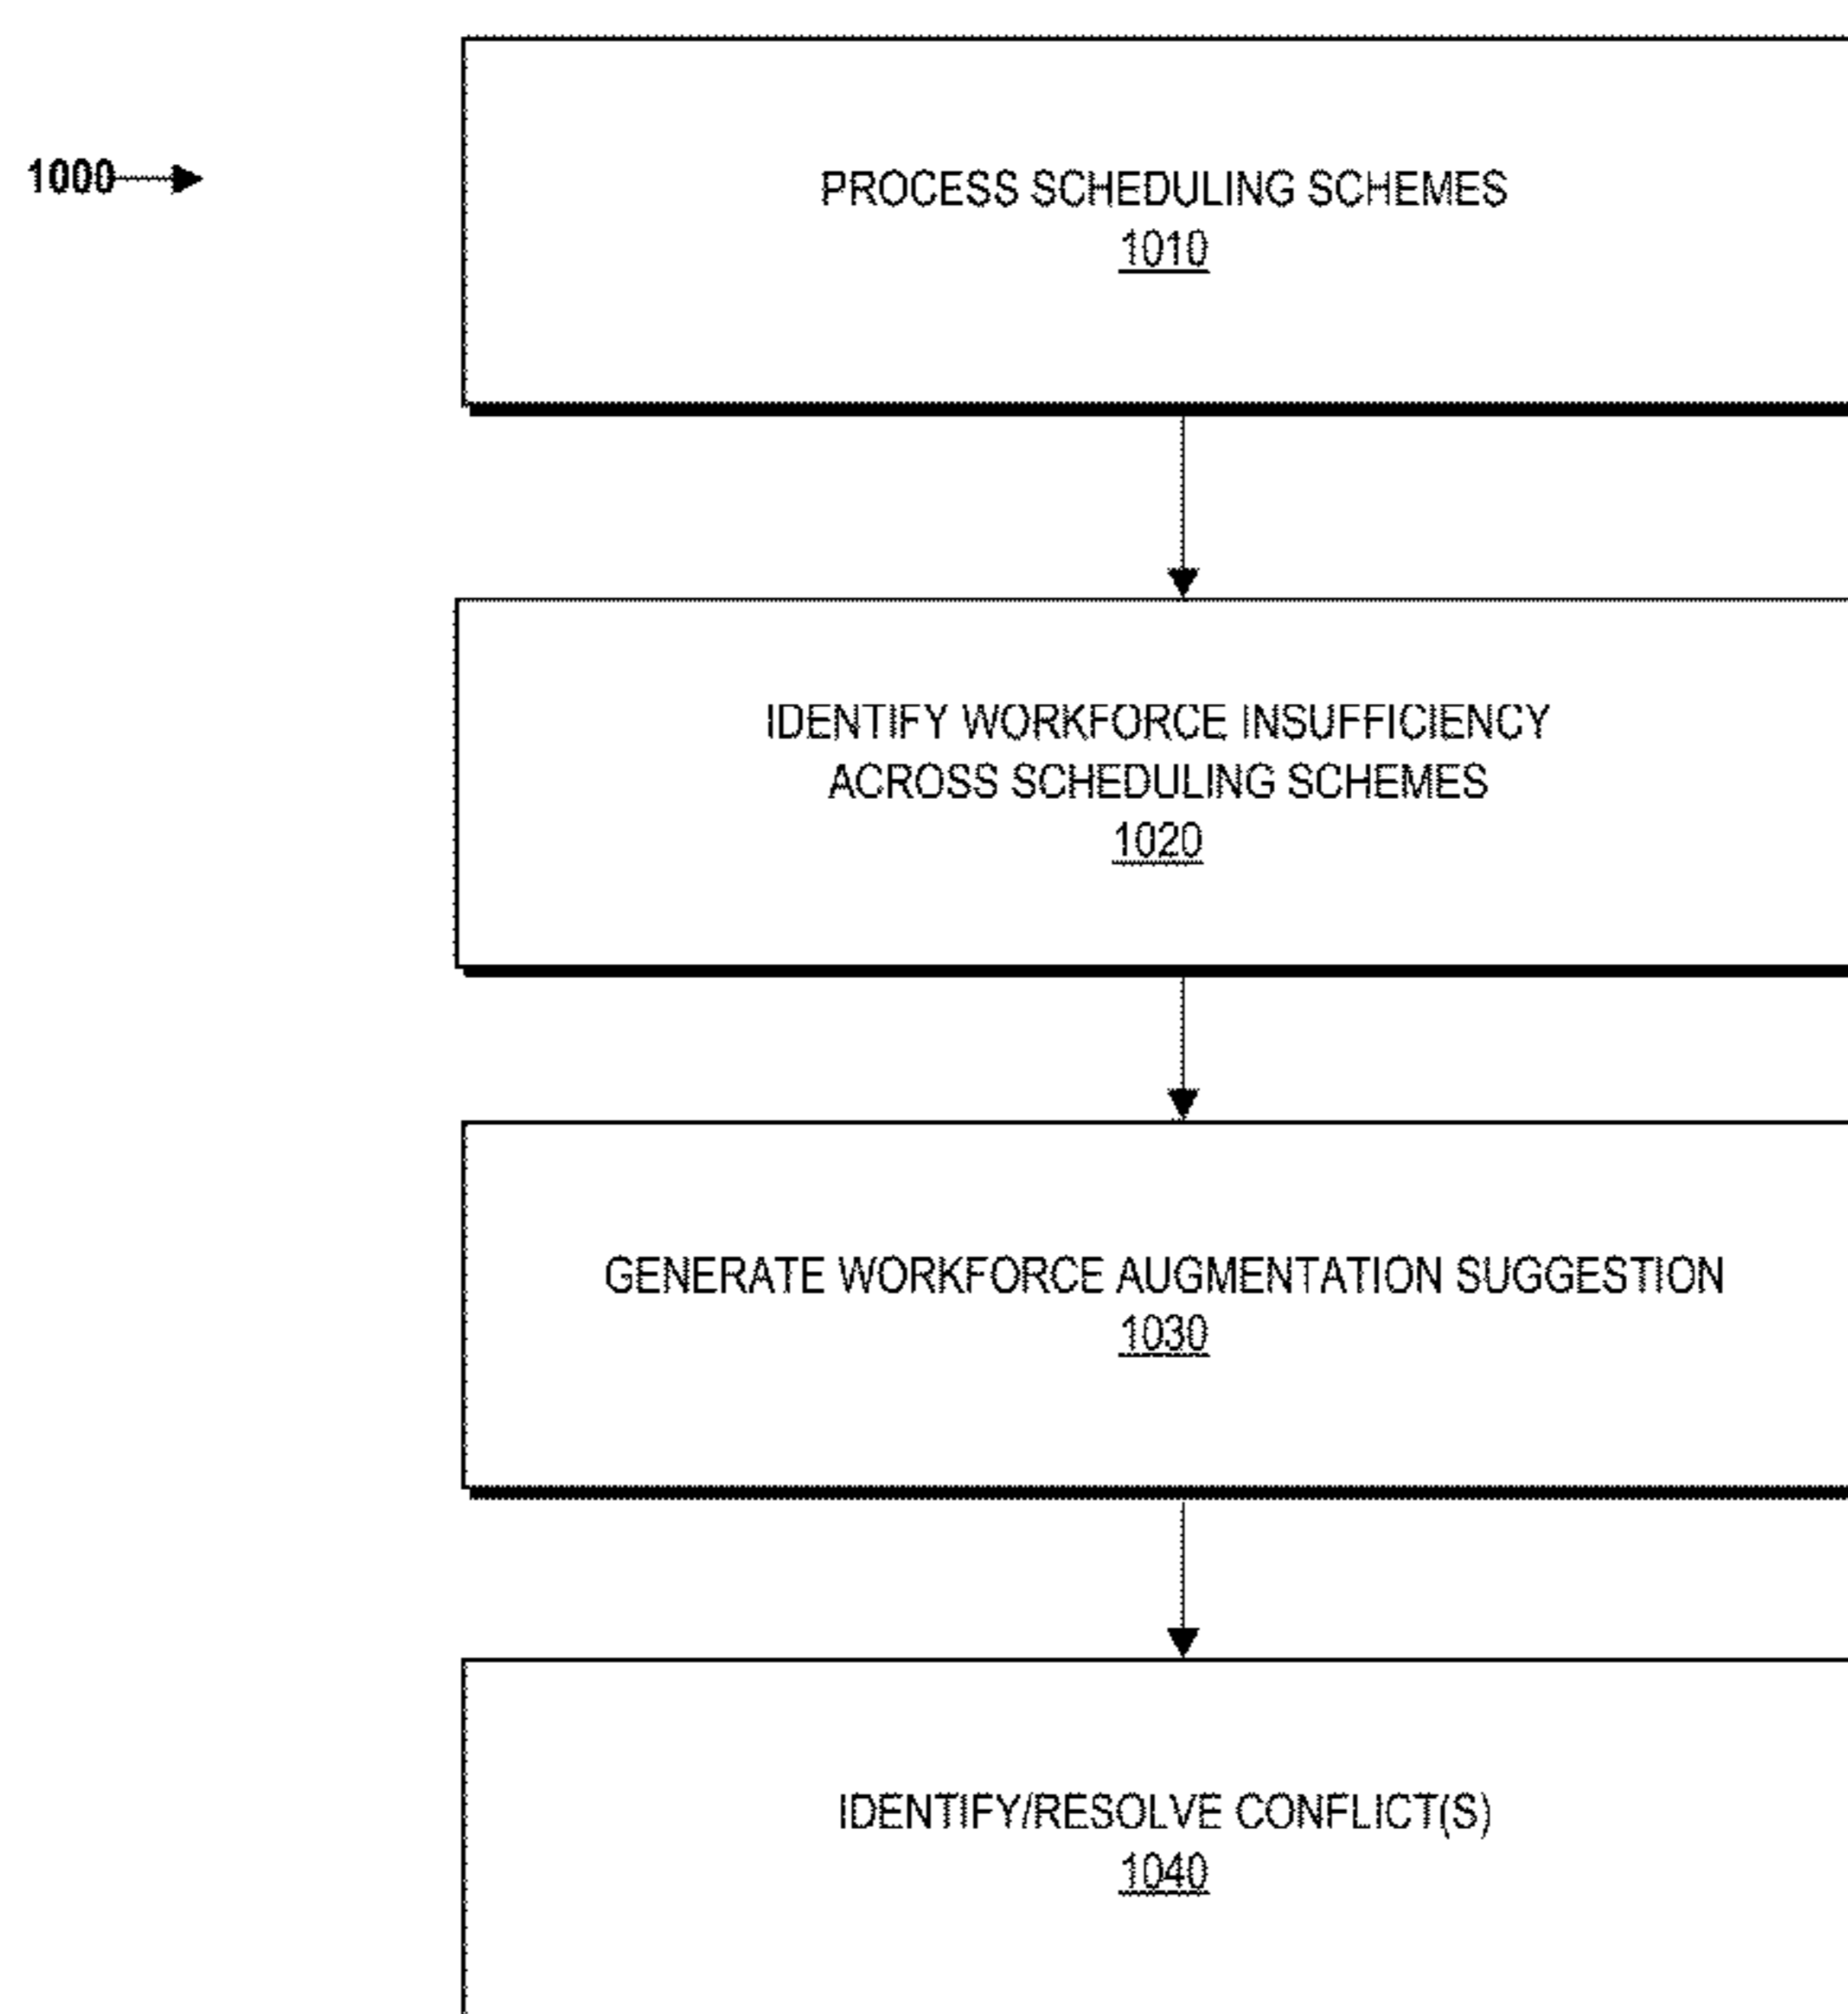 1000
PROCESS SCHEDULING SCHEMES
1010
IDENTIFY WORKFORCE INSUFFICIENCY
ACROSS SCHEDULING SCHEMES
1020
GENERATE WORKFORCE AUGMENTATION SUGGESTION
1030
IDENTIFY/RESOLVE CONFLICT(S)
1040